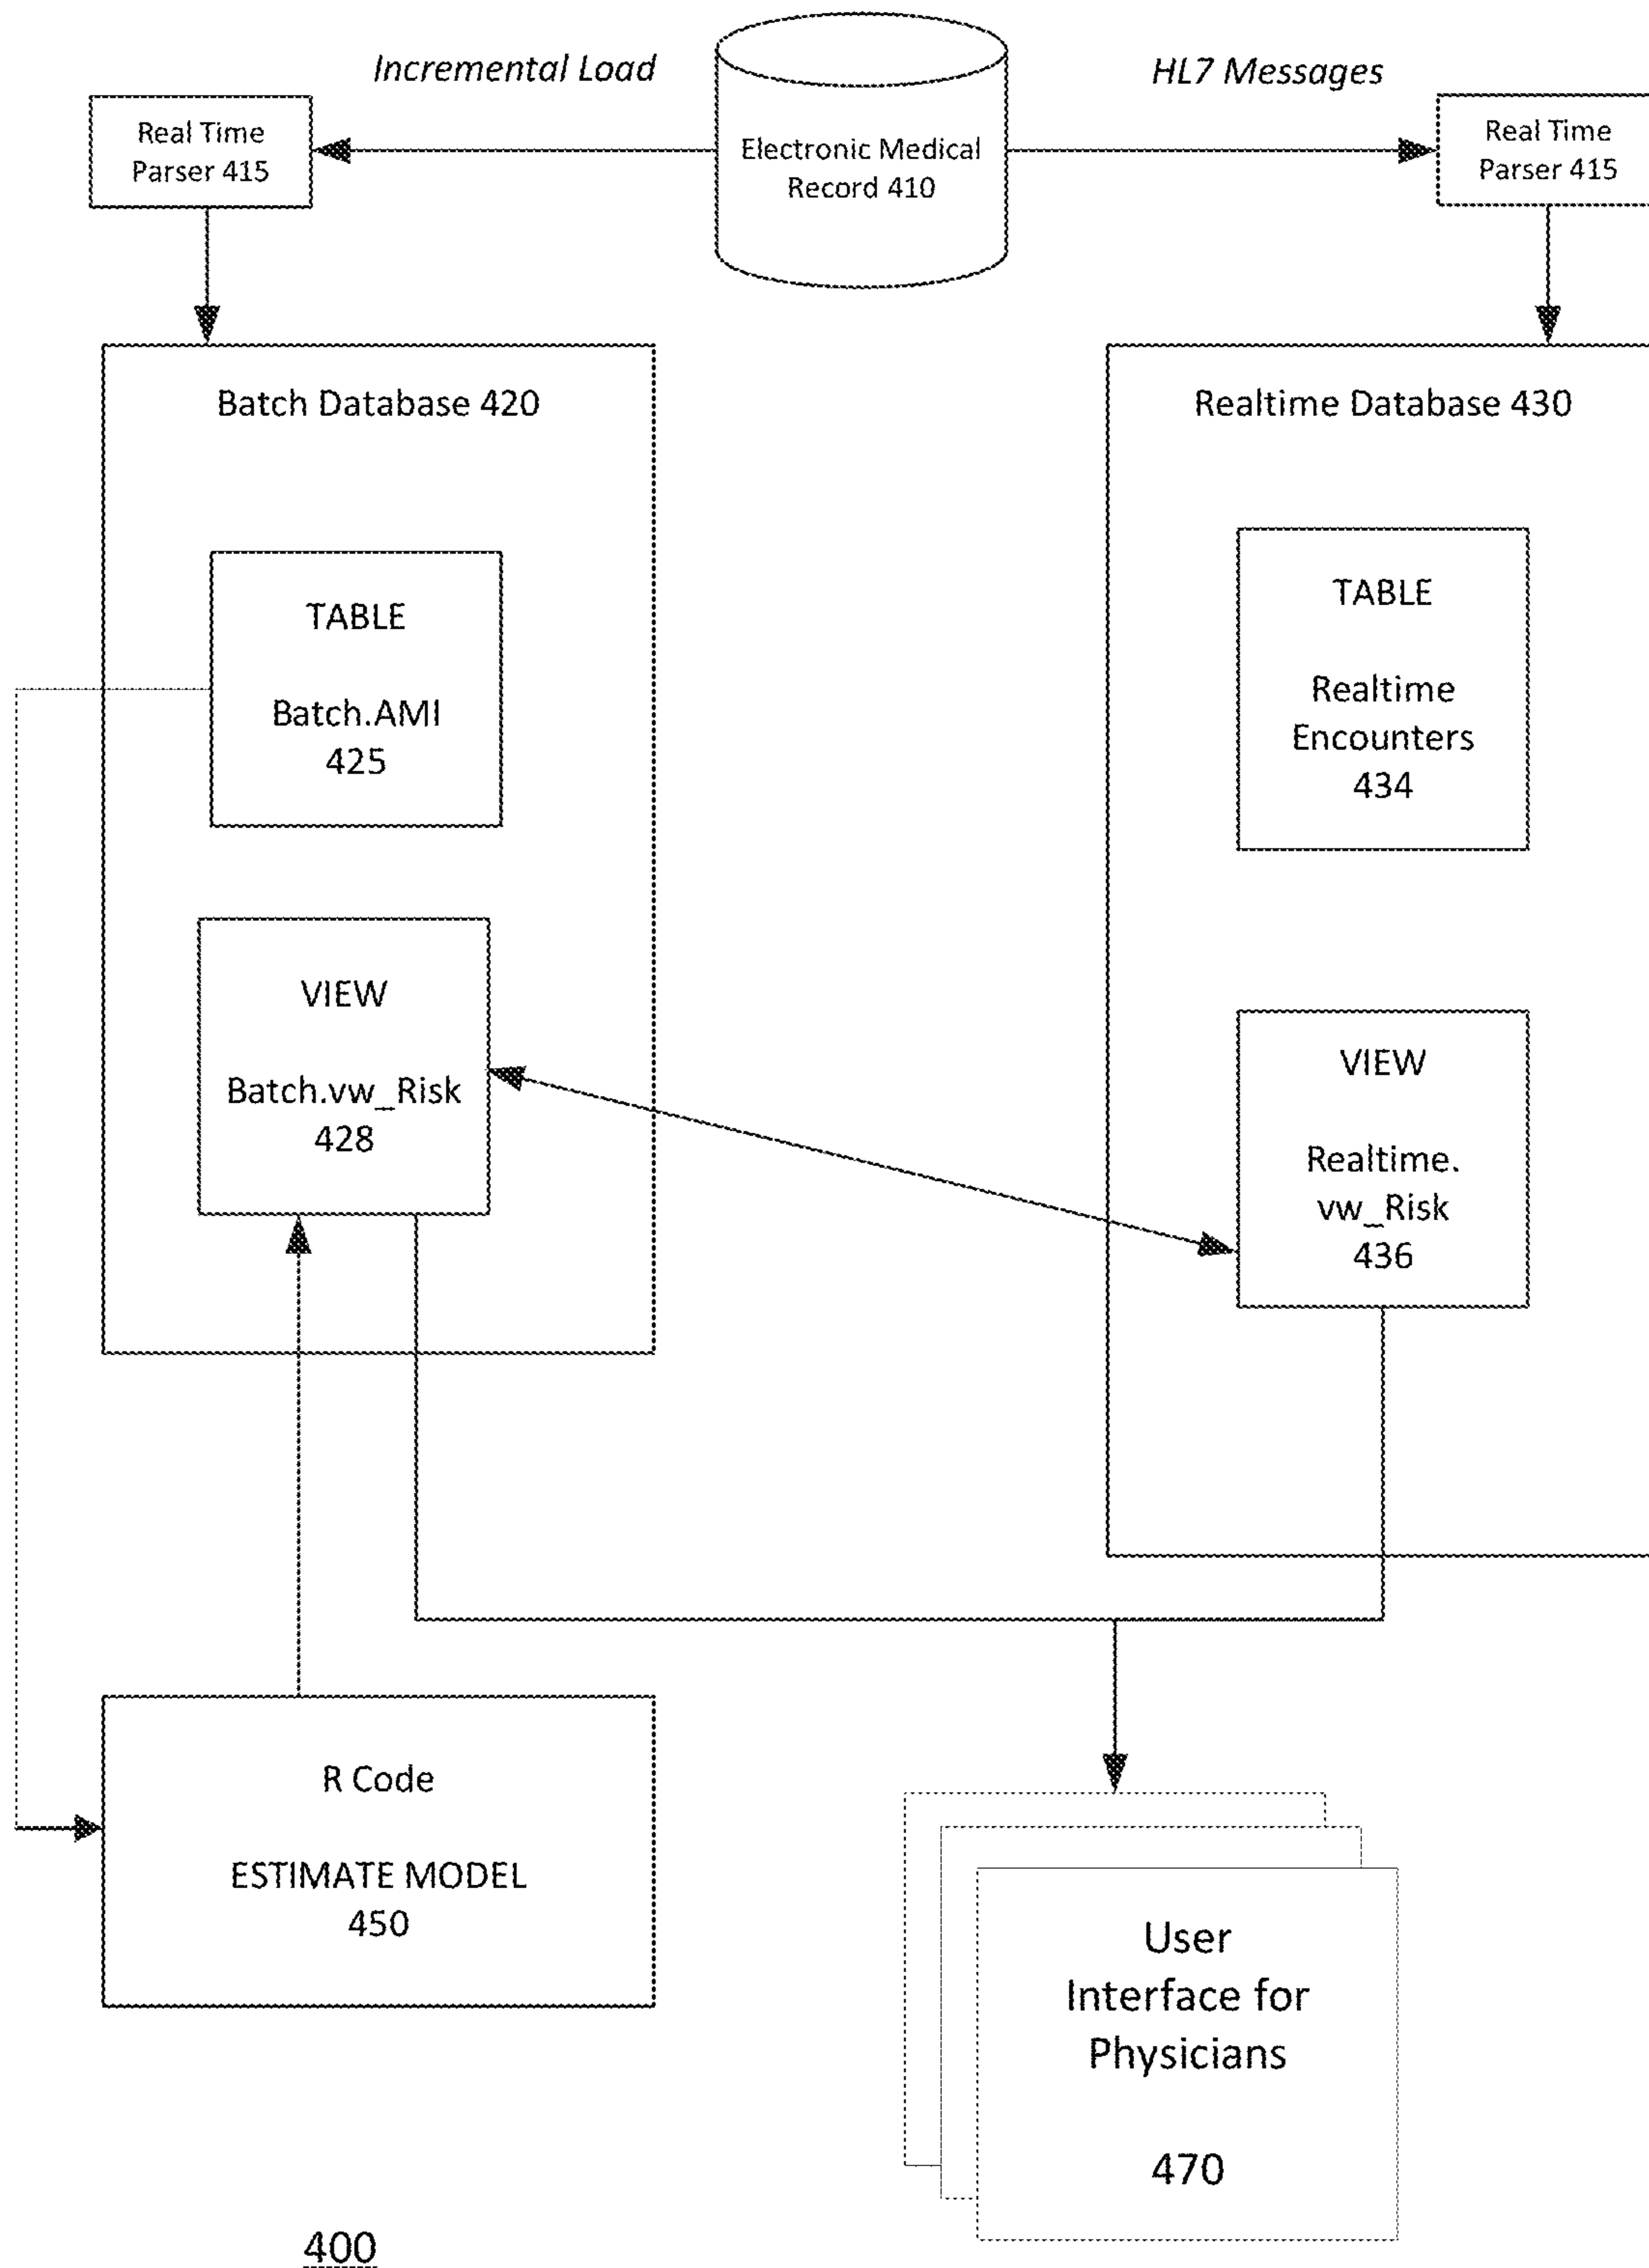 Incremental Load
HL7 Messages
Real Time
Parser 415
Electronic Medical
Record 410
Real Time
Parser 415
Batch Database 420
TABLE
Batch.AMI
425
VIEW
Batch.vw_Risk
428
Realtime Database 430
TABLE
Realtime
Encounters
434
VIEW
Realtime.
vw_Risk
436
R Code
ESTIMATE MODEL
450
User
Interface for
Physicians
470
400